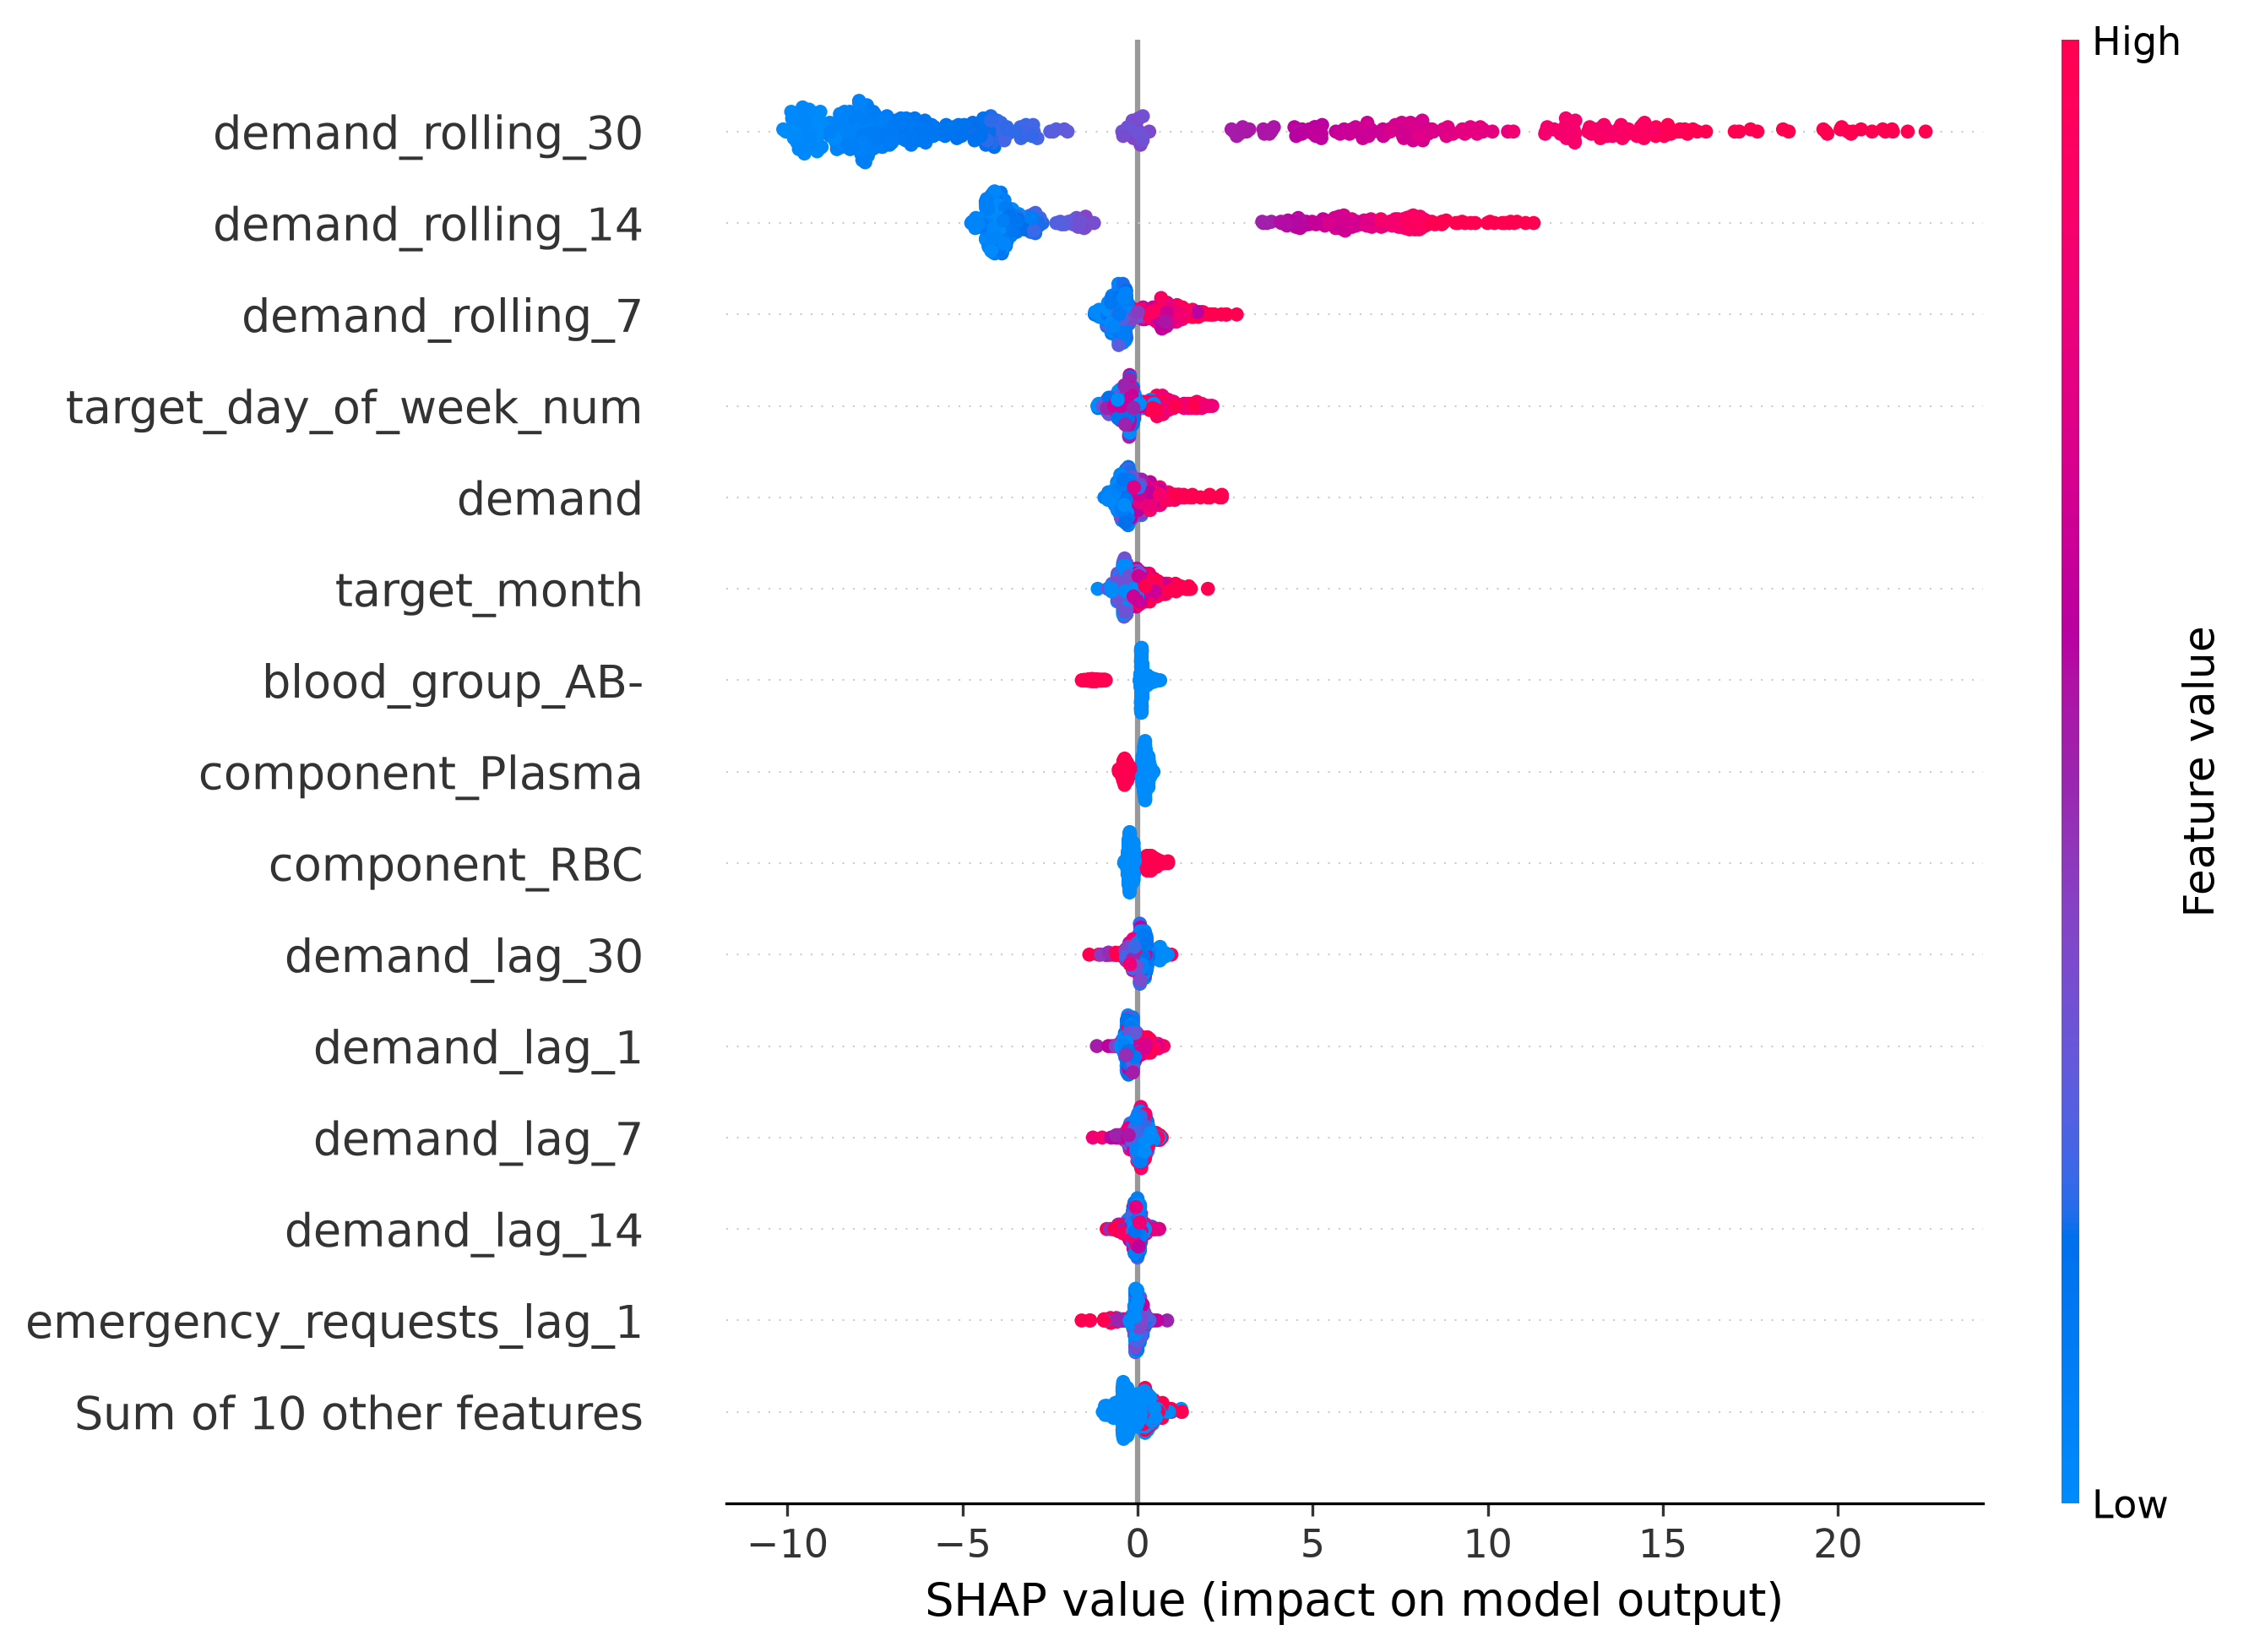 High
demand_rolling_30
demand_rolling_14
demand_rolling_7
target_day_of_week_num
demand
target_month
blood_group_AB-
component_Plasma
component_RBC
demand_lag_30
demand_lag_1
demand_lag_7
demand_lag_14
emergency_requests_lag_1
Sum of 10 other features
Feature value
Low
−10 −5 0 5 10 15 20
SHAP value (impact on model output)